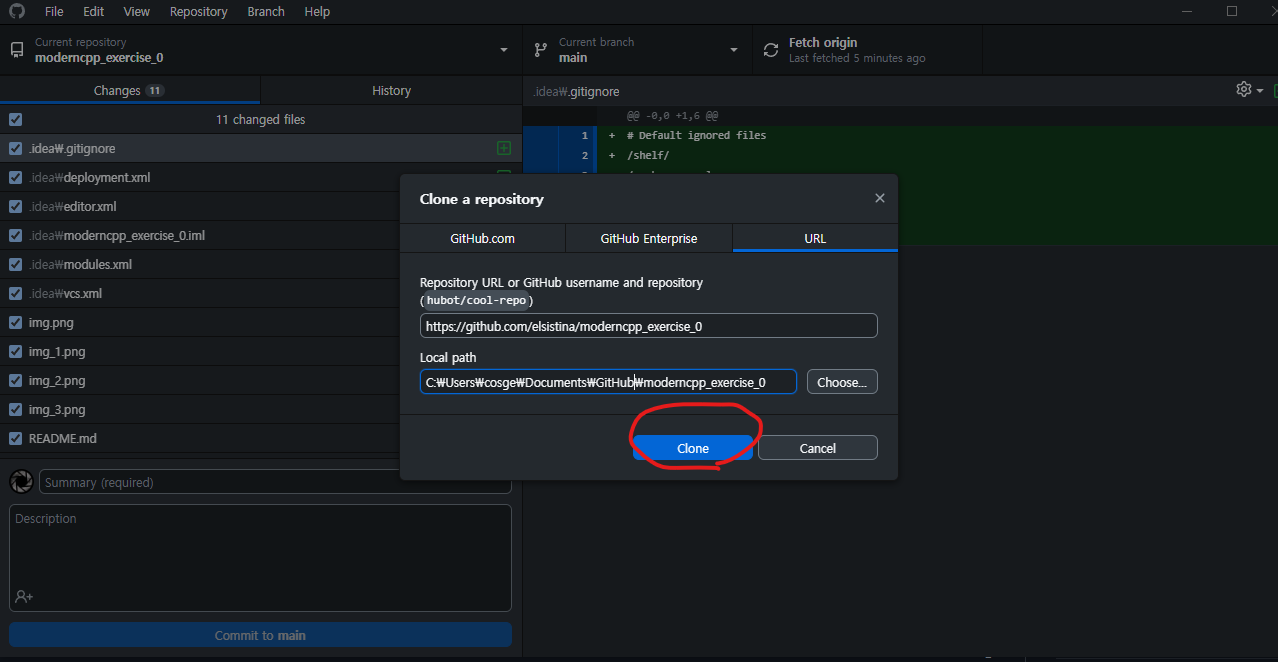 File Edit View Repository Branch Help
Current repository
moderncpp_exercise_0
Current branch
main
Fetch origin
Last fetched 5 minutes ago
Changes 11
History
.idea₩.gitignore
11 changed files
@@ -0,0 +1,6 @@
.idea₩.gitignore
.idea₩deployment.xml
.idea₩editor.xml
.idea₩moderncpp_exercise_0.iml
.idea₩modules.xml
.idea₩vcs.xml
img.png
img_1.png
img_2.png
img_3.png
README.md
1 + # Default ignored files
2 + /shelf/
Clone a repository
GitHub.com
GitHub Enterprise
URL
Repository URL or GitHub username and repository
(hubot/cool-repo)
https://github.com/elsistina/moderncpp_exercise_0
Local path
C:₩Users₩cosge₩Documents₩GitHub₩moderncpp_exercise_0
Choose...
Clone
Cancel
Summary (required)
Description
Commit to main